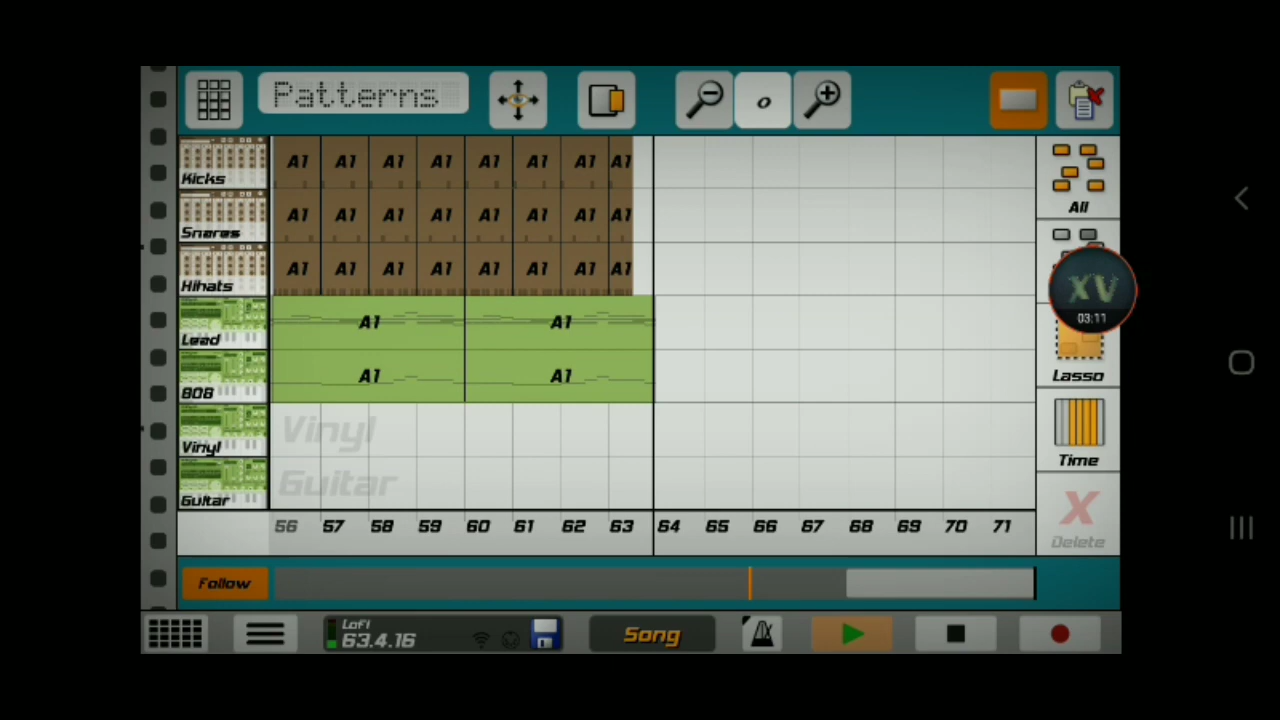 Patterns
o
Kicks A1 A1 A1 A1 A1 A1 A1 A1
All
Snares A1 A1 A1 A1 A1 A1 A1 A1
Hihats A1 A1 A1 A1 A1 A1 A1 A1
XV
03:11
Lead A1 A1
808 A1 A1
Lasso
Vinyl Vinyl
Time
Guitar Guitar
56 57 58 59 60 61 62 63 64 65 66 67 68 69 70 71
X
Delete
Follow
LoFi
63.4.16
Song